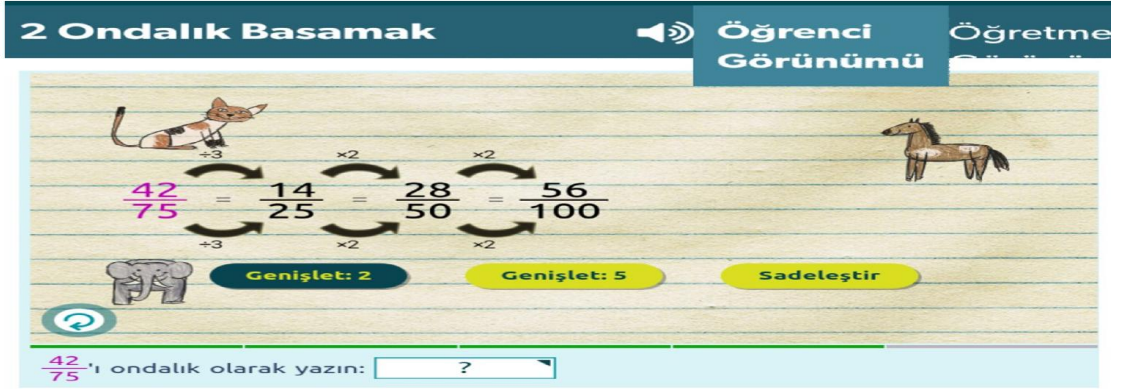 2 Ondalık Basamak
Öğrenci Görünümü
Öğretme
÷3 ×2 ×2
42/75 = 14/25 = 28/50 = 56/100
÷3 ×2 ×2
Genişlet: 2 Genişlet: 5 Sadeleştir
42/75'ı ondalık olarak yazın: ?